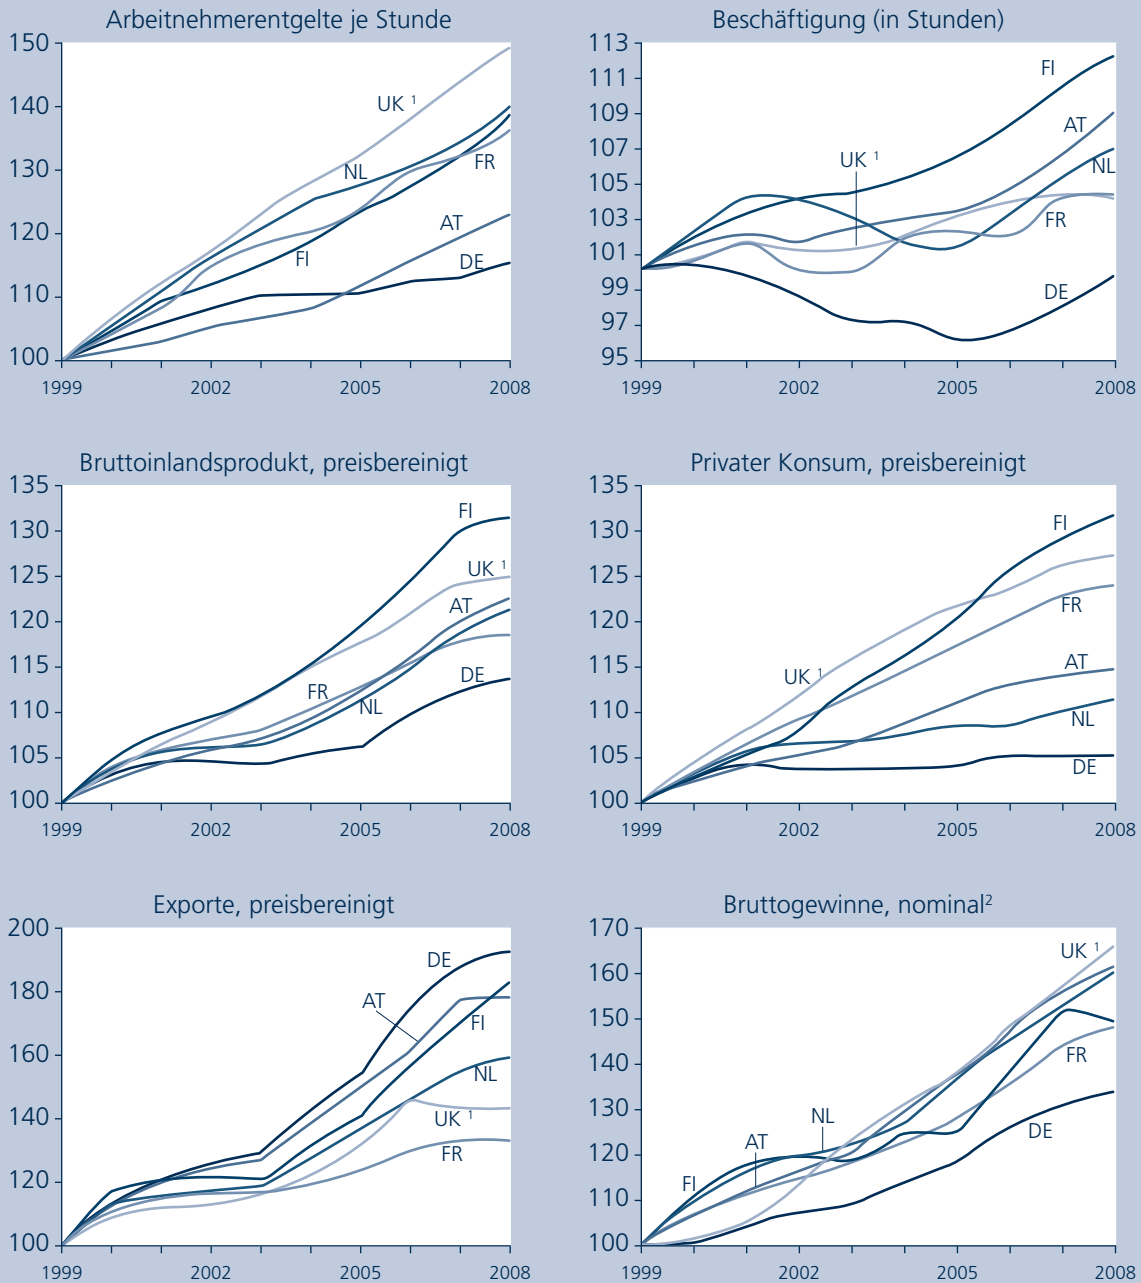 Arbeitnehmerentgelte je Stunde
150
140
130
120
110
100
UK ¹
NL
FR
AT
FI
DE
1999 2002 2005 2008
Beschäftigung (in Stunden)
113
111
109
107
105
103
101
99
97
95
FI
AT
UK ¹
NL
FR
DE
1999 2002 2005 2008
Bruttoinlandsprodukt, preisbereinigt
135
130
125
120
115
110
105
100
FI
UK ¹
AT
DE
FR
NL
1999 2002 2005 2008
Privater Konsum, preisbereinigt
135
130
125
120
115
110
105
100
FI
FR
UK ¹
AT
NL
DE
1999 2002 2005 2008
Exporte, preisbereinigt
200
180
160
140
120
100
DE
AT
FI
NL
UK ¹
FR
1999 2002 2005 2008
Bruttogewinne, nominal²
170
160
150
140
130
120
110
100
UK ¹
FR
NL
DE
AT
FI
1999 2002 2005 2008